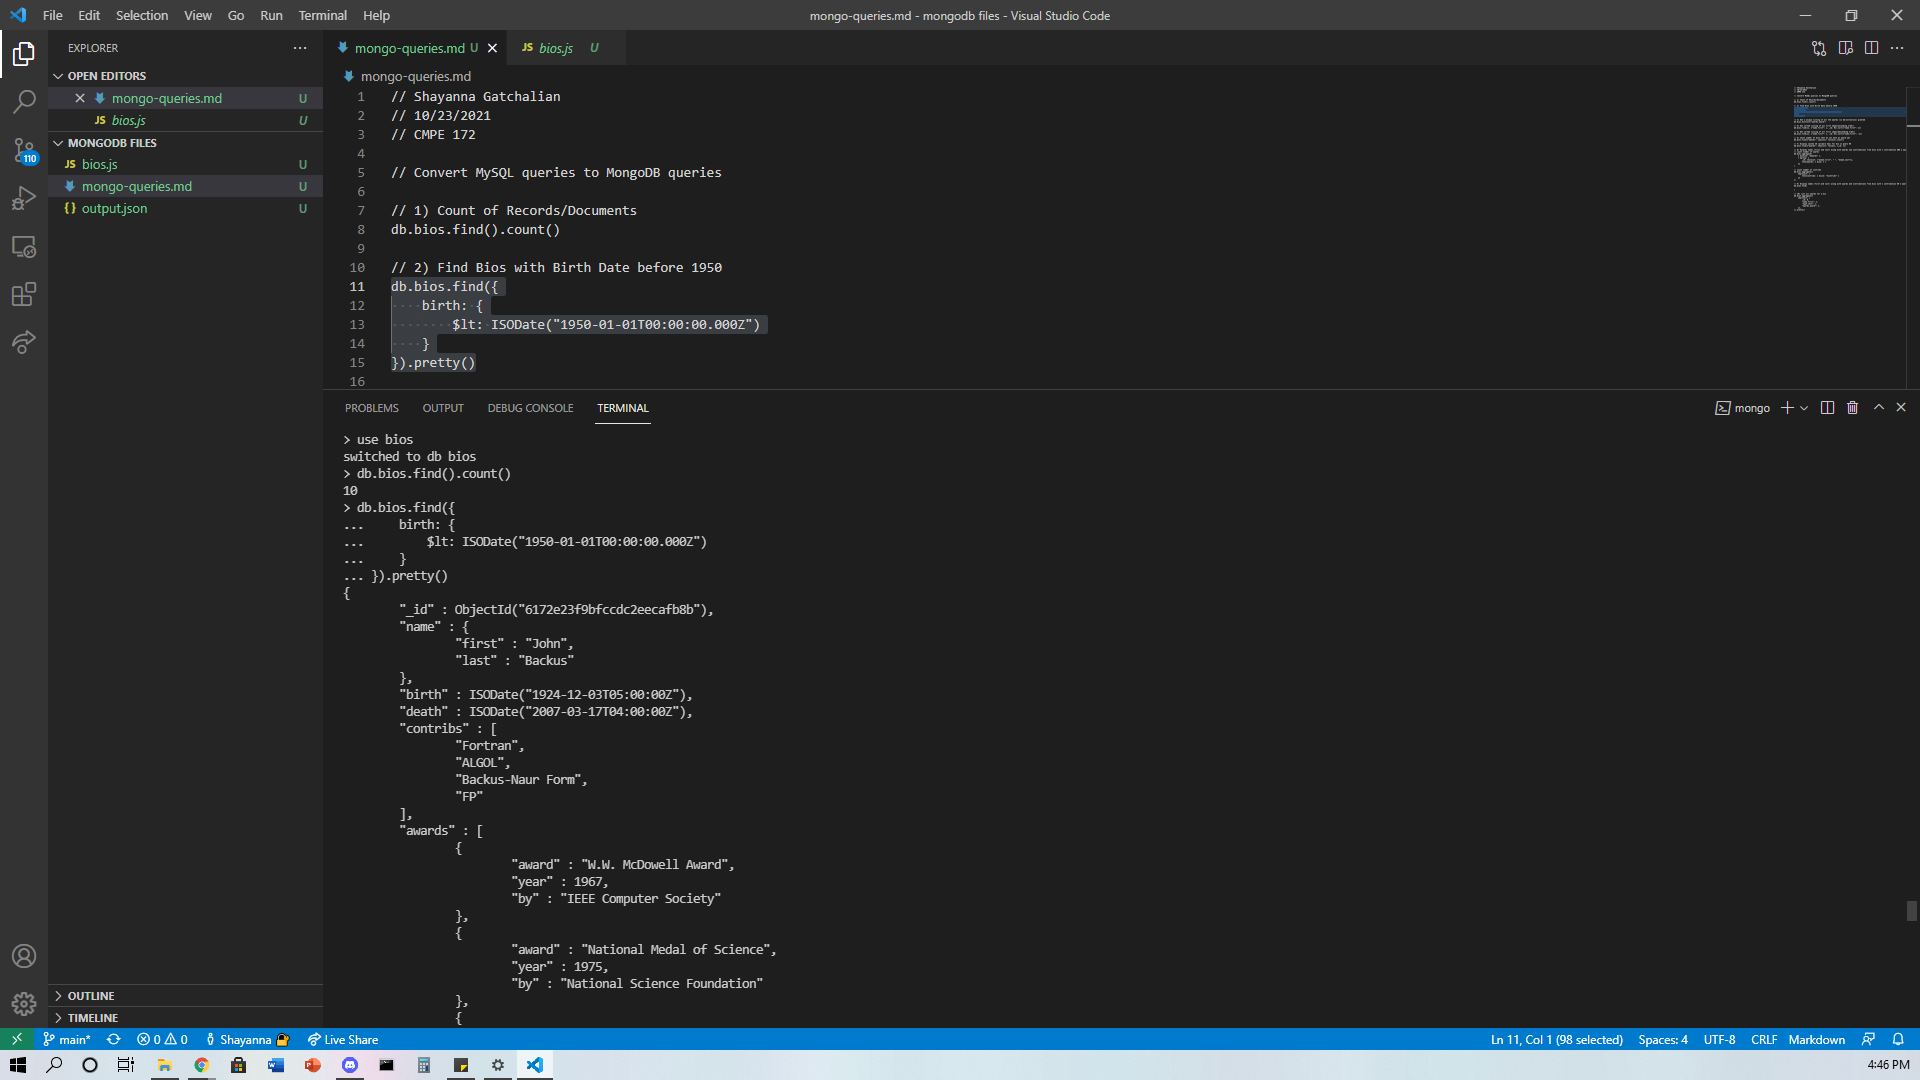 File Edit Selection View Go Run Terminal Help
mongo-queries.md - mongodb files - Visual Studio Code
EXPLORER
OPEN EDITORS
mongo-queries.md U
bios.js U
MONGODB FILES
JS bios.js U
mongo-queries.md U
{} output.json U
OUTLINE
TIMELINE
110
mongo-queries.md U
JS bios.js U
mongo-queries.md
1 // Shayanna Gatchalian
2 // 10/23/2021
3 // CMPE 172
4
5 // Convert MySQL queries to MongoDB queries
6
7 // 1) Count of Records/Documents
8 db.bios.find().count()
9
10 // 2) Find Bios with Birth Date before 1950
11 db.bios.find({
12 ····birth:·{
13 ········$lt:·ISODate("1950-01-01T00:00:00.000Z")
14 ····}
15 }).pretty()
16
PROBLEMS OUTPUT DEBUG CONSOLE TERMINAL
mongo
> use bios
switched to db bios
> db.bios.find().count()
10
> db.bios.find({
... birth: {
... $lt: ISODate("1950-01-01T00:00:00.000Z")
... }
... }).pretty()
{
"_id" : ObjectId("6172e23f9bfccdc2eecafb8b"),
"name" : {
"first" : "John",
"last" : "Backus"
},
"birth" : ISODate("1924-12-03T05:00:00Z"),
"death" : ISODate("2007-03-17T04:00:00Z"),
"contribs" : [
"Fortran",
"ALGOL",
"Backus-Naur Form",
"FP"
],
"awards" : [
{
"award" : "W.W. McDowell Award",
"year" : 1967,
"by" : "IEEE Computer Society"
},
{
"award" : "National Medal of Science",
"year" : 1975,
"by" : "National Science Foundation"
},
{
main* 0 0 Shayanna Live Share
Ln 11, Col 1 (98 selected) Spaces: 4 UTF-8 CRLF Markdown
4:46 PM